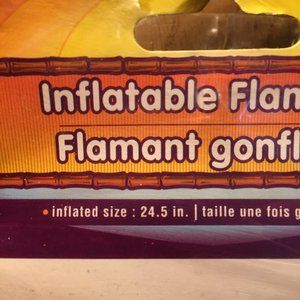 Inflatable Flam
Flamant gonfl
• inflated size : 24.5 in. | taille une fois g